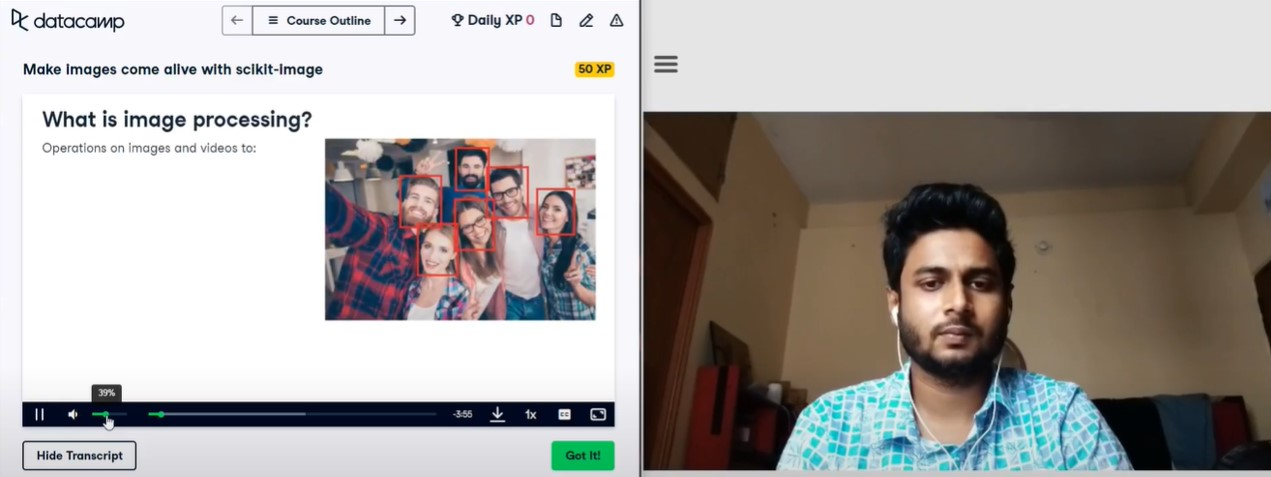 datacamp
Course Outline
Daily XP 0
Make images come alive with scikit-image
50 XP
What is image processing?
Operations on images and videos to:
39%
-3:55
1x
CC
Hide Transcript
Got It!